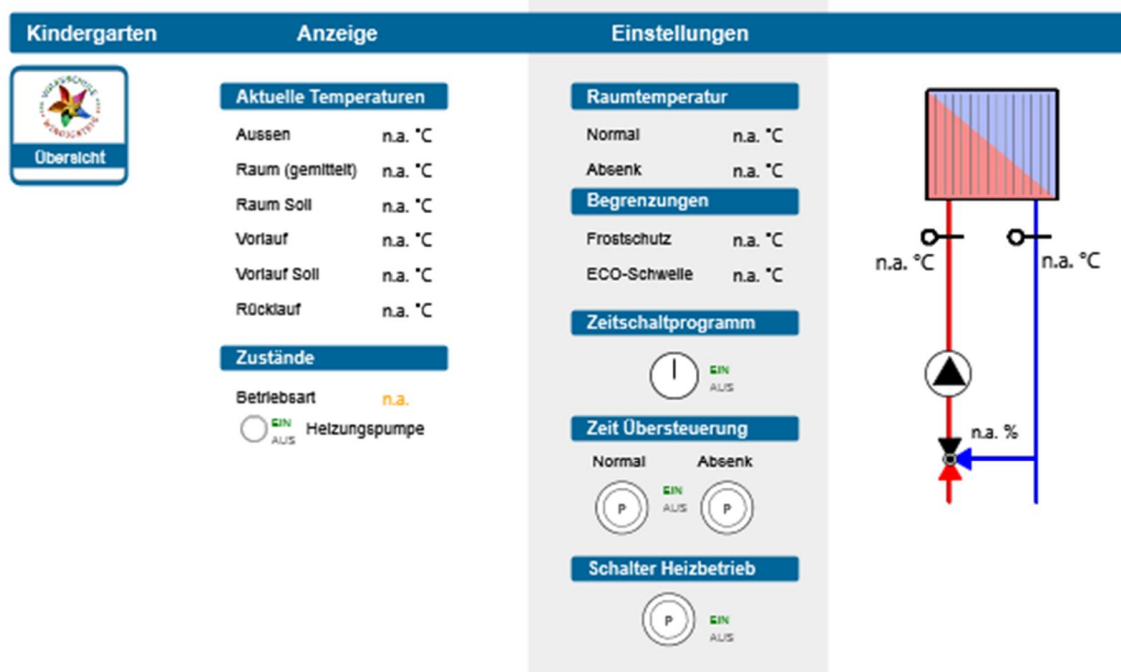 Kindergarten
Anzeige
Einstellungen
Übersicht
Aktuelle Temperaturen
Aussen n.a. °C
Raum (gemittelt) n.a. °C
Raum Soll n.a. °C
Vorlauf n.a. °C
Vorlauf Soll n.a. °C
Rücklauf n.a. °C
Zustände
Betriebsart n.a.
EIN
AUS
Heizungspumpe
Raumtemperatur
Normal n.a. °C
Absenk n.a. °C
Begrenzungen
Frostschutz n.a. °C
ECO-Schwelle n.a. °C
Zeitschaltprogramm
EIN
AUS
Zeit Übersteuerung
Normal Absenk
P
EIN
AUS
P
Schalter Heizbetrieb
P
EIN
AUS
n.a. °C
n.a. °C
n.a. %